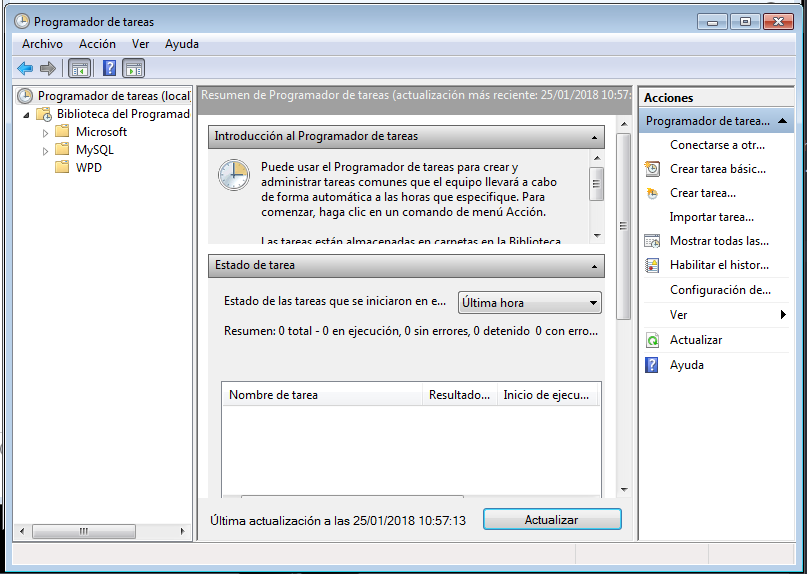 Programador de tareas
Archivo Acción Ver Ayuda
Programador de tareas (local
Biblioteca del Programad
Microsoft
MySQL
WPD
Resumen de Programador de tareas (actualización más reciente: 25/01/2018 10:57:
Introducción al Programador de tareas
Puede usar el Programador de tareas para crear y
administrar tareas comunes que el equipo llevará a cabo
de forma automática a las horas que especifique. Para
comenzar, haga clic en un comando de menú Acción.
Las tareas están almacenadas en carpetas en la Biblioteca
Estado de tarea
Estado de las tareas que se iniciaron en e... Última hora
Resumen: 0 total - 0 en ejecución, 0 sin errores, 0 detenido 0 con erro...
Nombre de tarea Resultado... Inicio de ejecu...
Última actualización a las 25/01/2018 10:57:13 Actualizar
Acciones
Programador de tarea...
Conectarse a otr...
Crear tarea básic...
Crear tarea...
Importar tarea...
Mostrar todas las...
Habilitar el histor...
Configuración de...
Ver
Actualizar
Ayuda